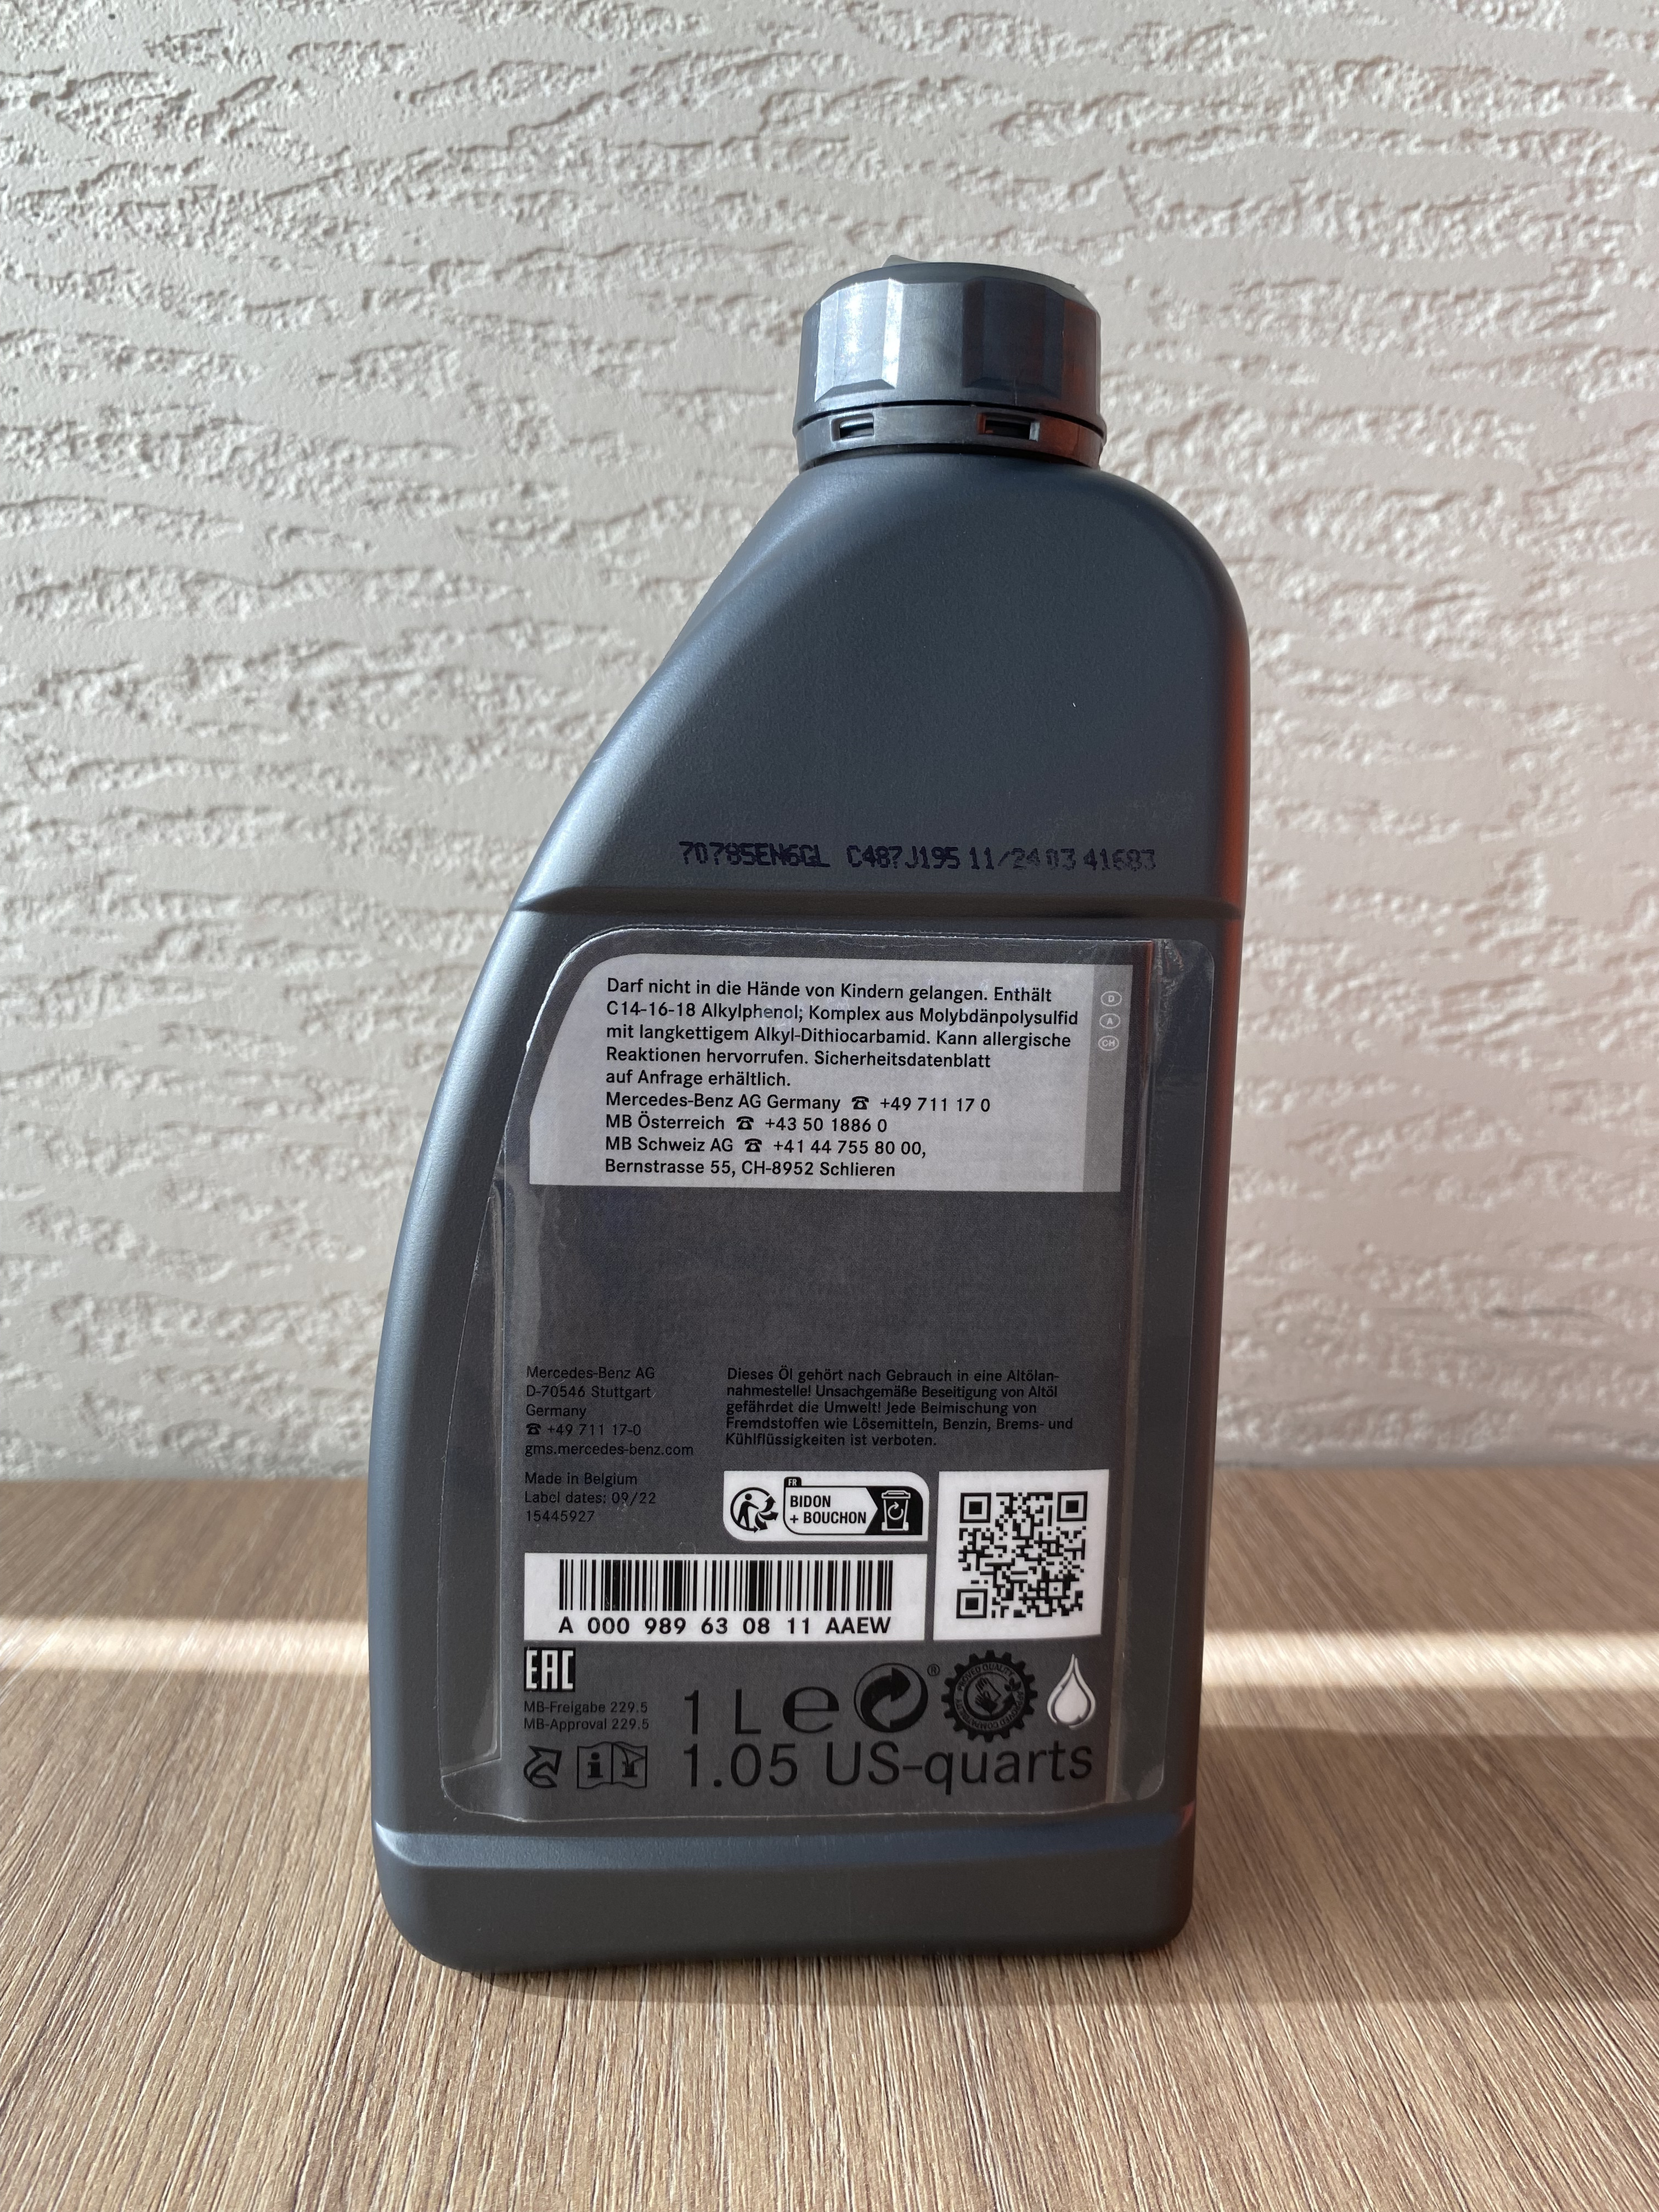 70785EN6GL C487J195 11/24 03 41683
Darf nicht in die Hände von Kindern gelangen. Enthält
C14-16-18 Alkylphenol; Komplex aus Molybdänpolysulfid
mit langkettigem Alkyl-Dithiocarbamid. Kann allergische
Reaktionen hervorrufen. Sicherheitsdatenblatt
auf Anfrage erhältlich.
Mercedes-Benz AG Germany ☎ +49 711 17 0
MB Österreich ☎ +43 50 1886 0
MB Schweiz AG ☎ +41 44 755 80 00,
Bernstrasse 55, CH-8952 Schlieren
D
A
CH
Mercedes-Benz AG
D-70546 Stuttgart
Germany
☎ +49 711 17-0
gms.mercedes-benz.com
Dieses Öl gehört nach Gebrauch in eine Altölan-
nahmestelle! Unsachgemäße Beseitigung von Altöl
gefährdet die Umwelt! Jede Beimischung von
Fremdstoffen wie Lösemitteln, Benzin, Brems- und
Kühlflüssigkeiten ist verboten.
Made in Belgium
Label dates: 09/22
15445927
FR
BIDON
+ BOUCHON
A 000 989 63 08 11 AAEW
EAC
MB-Freigabe 229.5
MB-Approval 229.5
1 L e
®
1.05 US-quarts